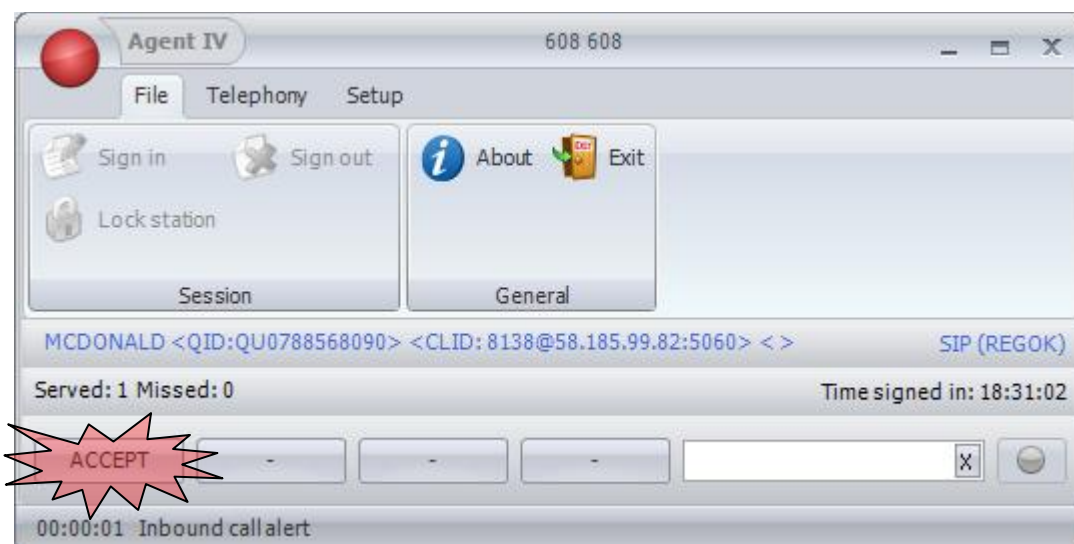 Agent IV 608 608
File Telephony Setup
Sign in Sign out About EXIT Exit
Lock station
Session General
MCDONALD <QID:QU0788568090> <CLID: 8138@58.185.99.82:5060> < > SIP (REGOK)
Served: 1 Missed: 0 Time signed in: 18:31:02
ACCEPT - - - X
00:00:01 Inbound call alert